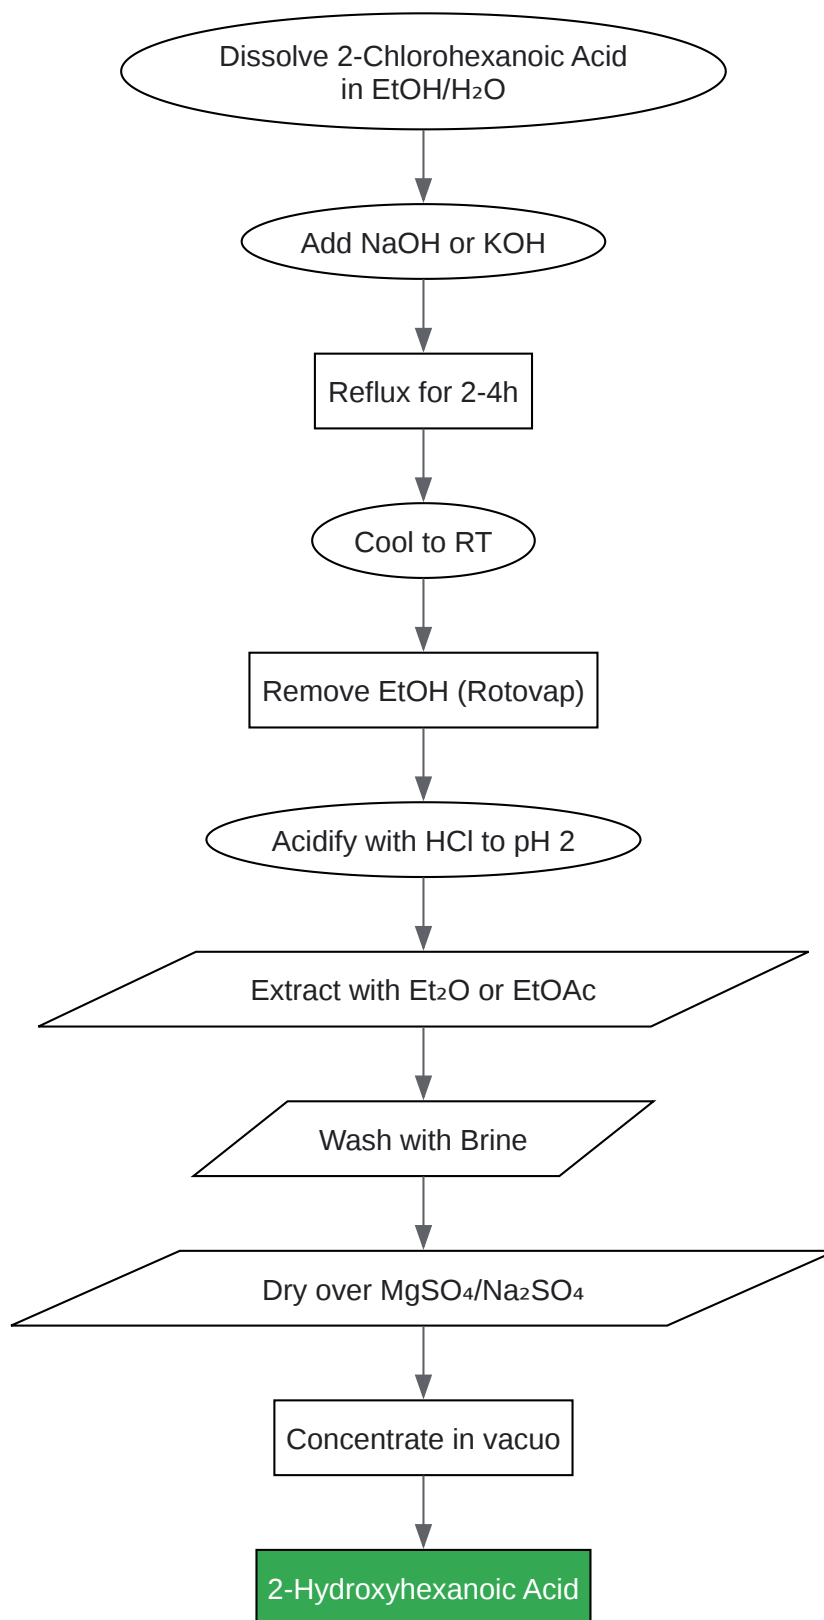 Dissolve 2-Chlorohexanoic Acid
in EtOH/H₂O
Add NaOH or KOH
Reflux for 2-4h
Cool to RT
Remove EtOH (Rotovap)
Acidify with HCl to pH 2
Extract with Et₂O or EtOAc
Wash with Brine
Dry over MgSO₄/Na₂SO₄
Concentrate in vacuo
2-Hydroxyhexanoic Acid